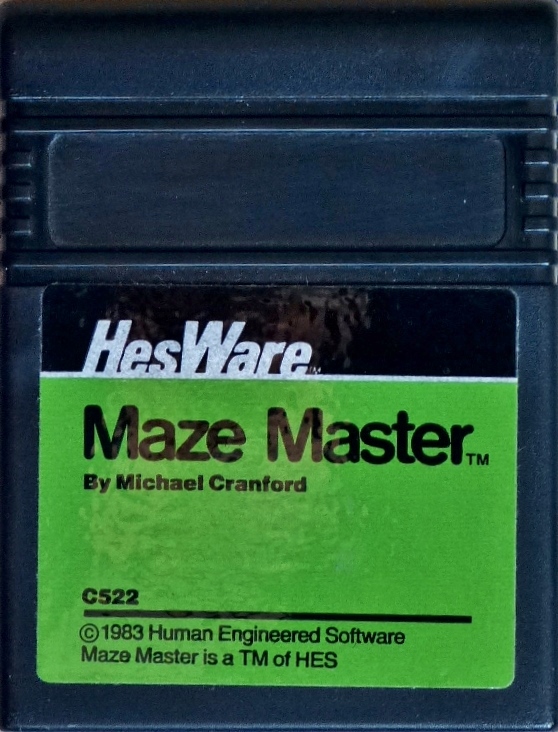 HesWare
Maze Master™
By Michael Cranford
C522
©1983 Human Engineered Software
Maze Master is a TM of HES